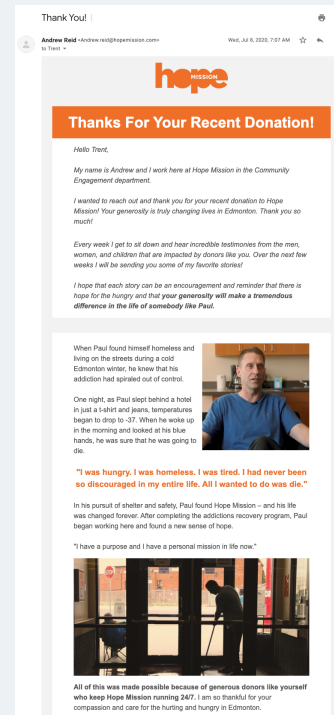 Thank You!
Andrew Reid <Andrew.reid@hopemission.com>
Wed, Jul 8, 2020, 7:07 AM
to Trent
hope
MISSION
Thanks For Your Recent Donation!
Hello Trent,
My name is Andrew and I work here at Hope Mission in the Community
Engagement department.
I wanted to reach out and thank you for your recent donation to Hope
Mission! Your generosity is truly changing lives in Edmonton. Thank you so
much!
Every week I get to sit down and hear incredible testimonies from the men,
women, and children that are impacted by donors like you. Over the next few
weeks I will be sending you some of my favorite stories!
I hope that each story can be an encouragement and reminder that there is
hope for the hungry and that your generosity will make a tremendous
difference in the life of somebody like Paul.
When Paul found himself homeless and
living on the streets during a cold
Edmonton winter, he knew that his
addiction had spiraled out of control.
One night, as Paul slept behind a hotel
in just a t-shirt and jeans, temperatures
began to drop to -37. When he woke up
in the morning and looked at his blue
hands, he was sure that he was going to
die.
"I was hungry. I was homeless. I was tired. I had never been
so discouraged in my entire life. All I wanted to do was die."
In his pursuit of shelter and safety, Paul found Hope Mission – and his life
was changed forever. After completing the addictions recovery program, Paul
began working here and found a new sense of hope.
"I have a purpose and I have a personal mission in life now."
All of this was made possible because of generous donors like yourself
who keep Hope Mission running 24/7. I am so thankful for your
compassion and care for the hurting and hungry in Edmonton.